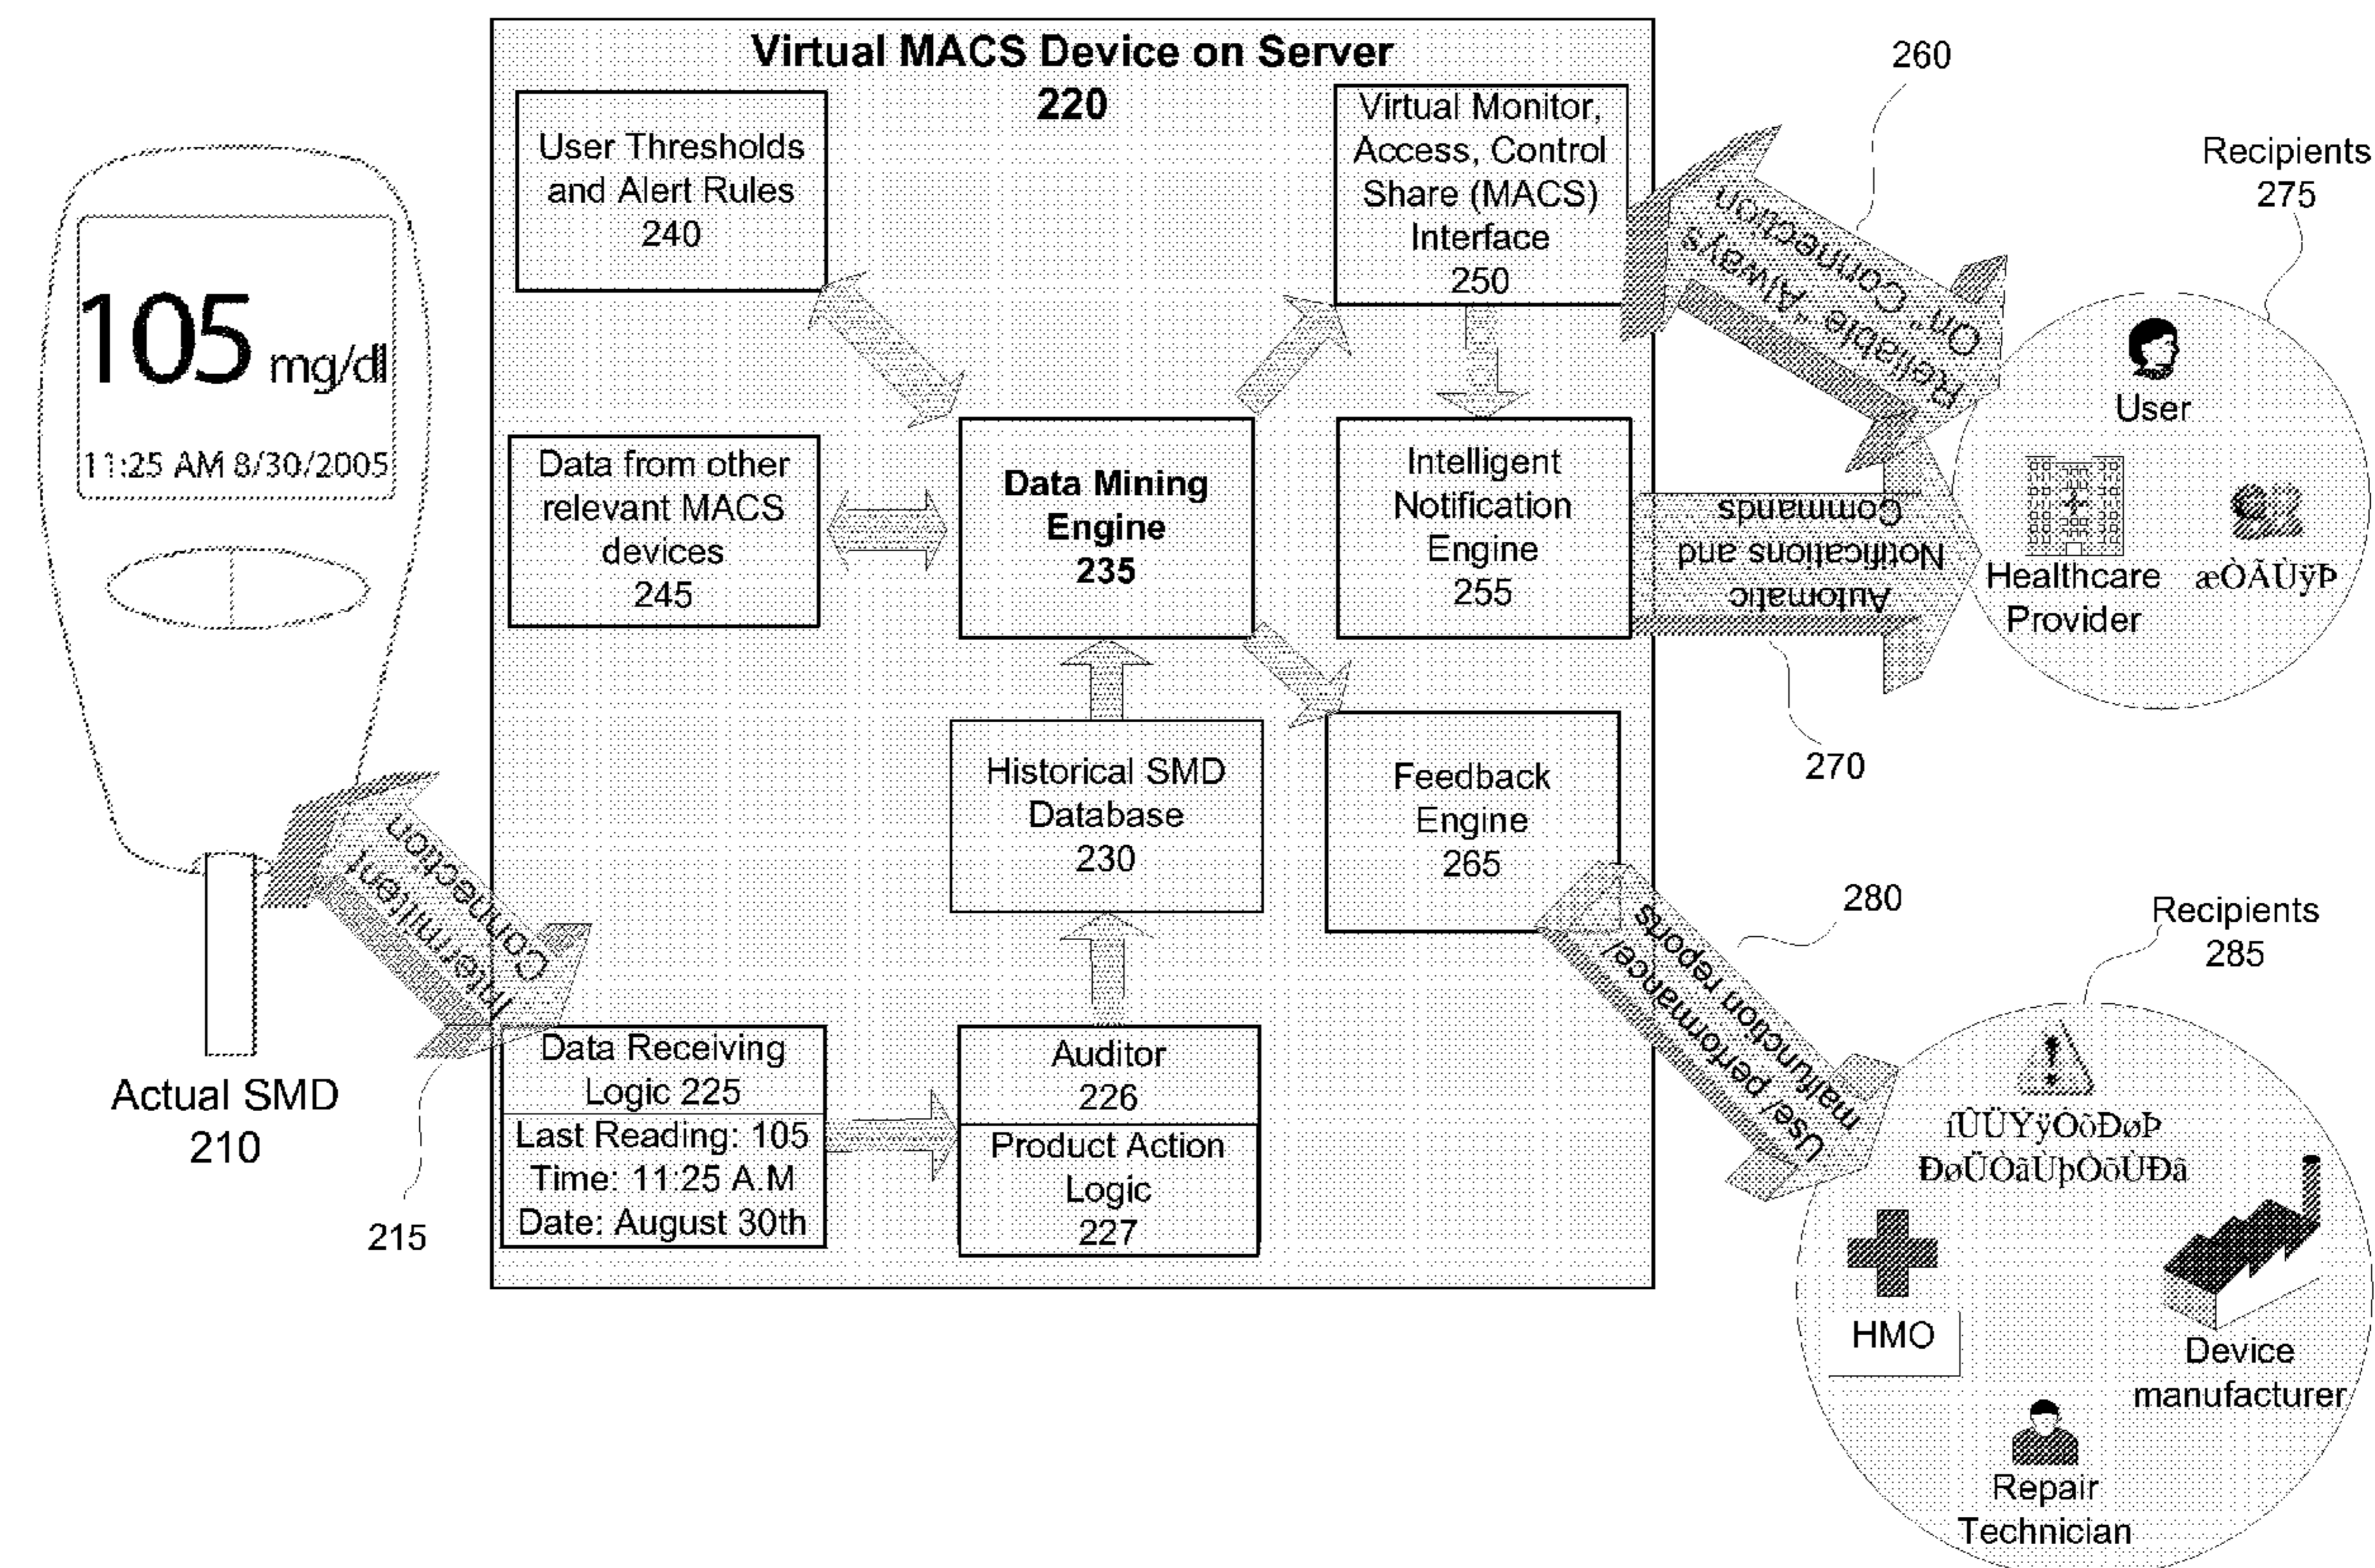 Virtual MACS Device on Server
220
105 mg/dl
11:25 AM 8/30/2005
Actual SMD
210
Intermittent
Connection
215
User Thresholds
and Alert Rules
240
Data from other
relevant MACS
devices
245
Data Receiving
Logic 225
Last Reading: 105
Time: 11:25 A.M
Date: August 30th
Auditor
226
Product Action
Logic
227
Historical SMD
Database
230
Data Mining
Engine
235
Virtual Monitor,
Access, Control
Share (MACS)
Interface
250
Intelligent
Notification
Engine
255
Feedback
Engine
265
260
Reliable "Always
On" Connection
Automatic
Notifications and
Commands
270
Recipients
275
User
Healthcare
Provider
æÒÃÙÿÞ
280
Use/ performance/
malfunction reports
Recipients
285
HMO
Device
manufacturer
Repair
Technician